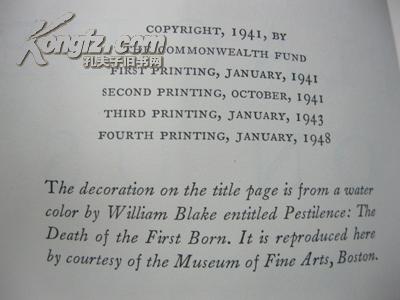 COPYRIGHT, 1941, BY
THE COMMONWEALTH FUND
FIRST PRINTING, JANUARY, 1941
SECOND PRINTING, OCTOBER, 1941
THIRD PRINTING, JANUARY, 1943
FOURTH PRINTING, JANUARY, 1948
The decoration on the title page is from a water
color by William Blake entitled Pestilence: The
Death of the First Born. It is reproduced here
by courtesy of the Museum of Fine Arts, Boston.
Kongfz.com
孔夫子旧书网